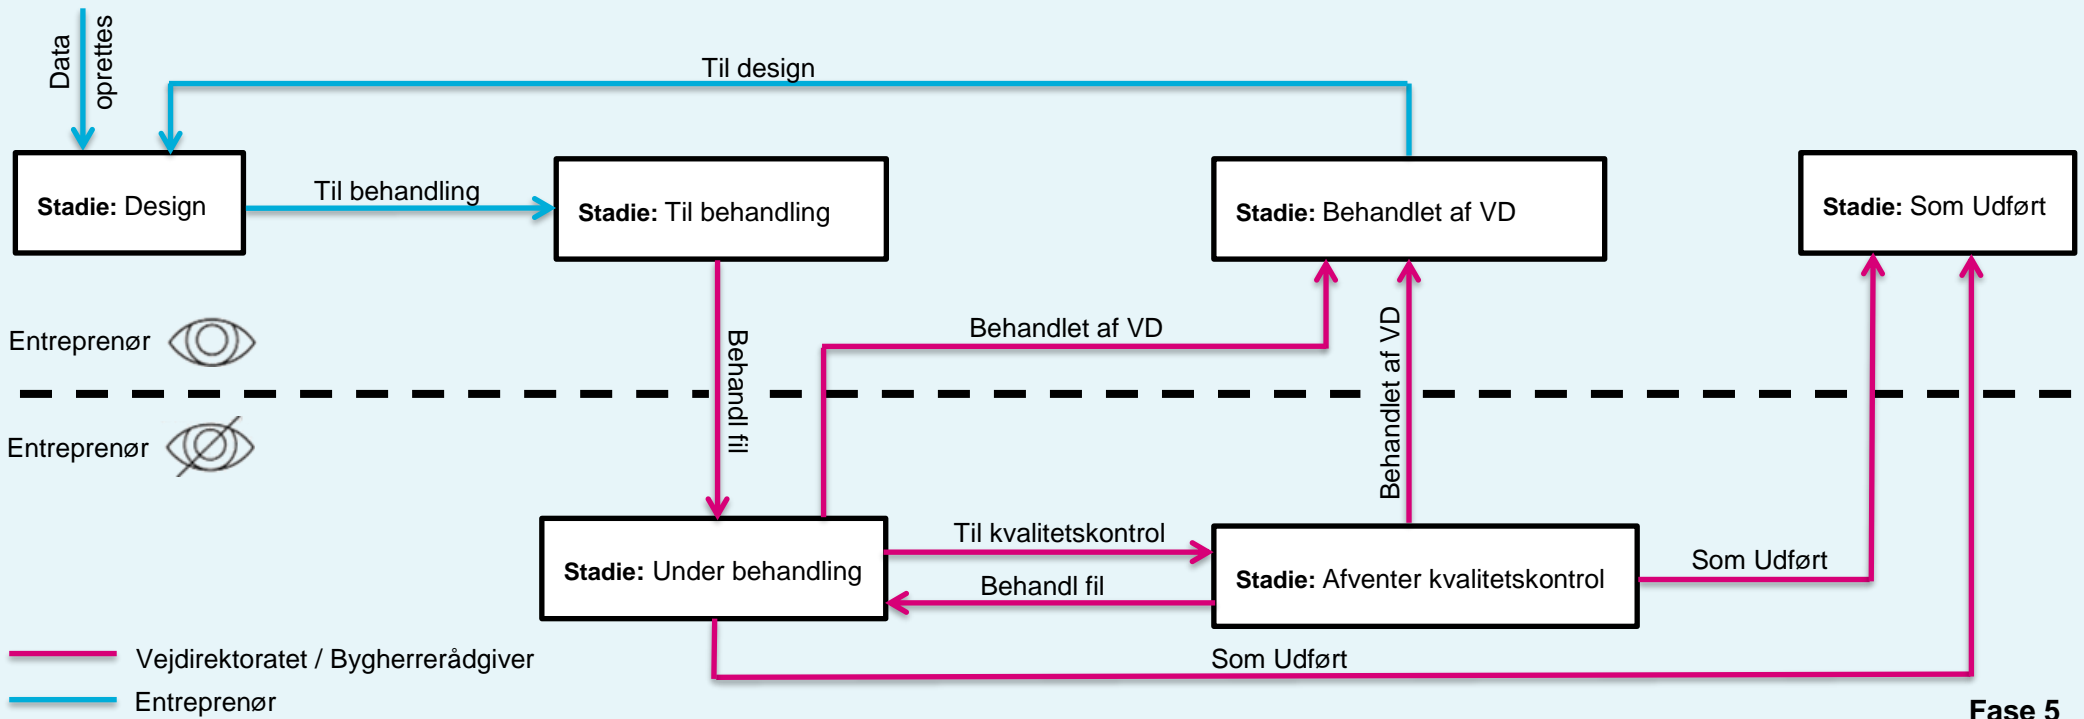 Data
oprettes
Til design
Stadie: Design
Til behandling
Stadie: Til behandling
Stadie: Behandlet af VD
Stadie: Som Udført
Entreprenør
Behandl fil
Behandlet af VD
Behandlet af VD
Entreprenør
Stadie: Under behandling
Til kvalitetskontrol
Behandl fil
Stadie: Afventer kvalitetskontrol
Som Udført
Som Udført
Vejdirektoratet / Bygherrerådgiver
Entreprenør
Fase 5